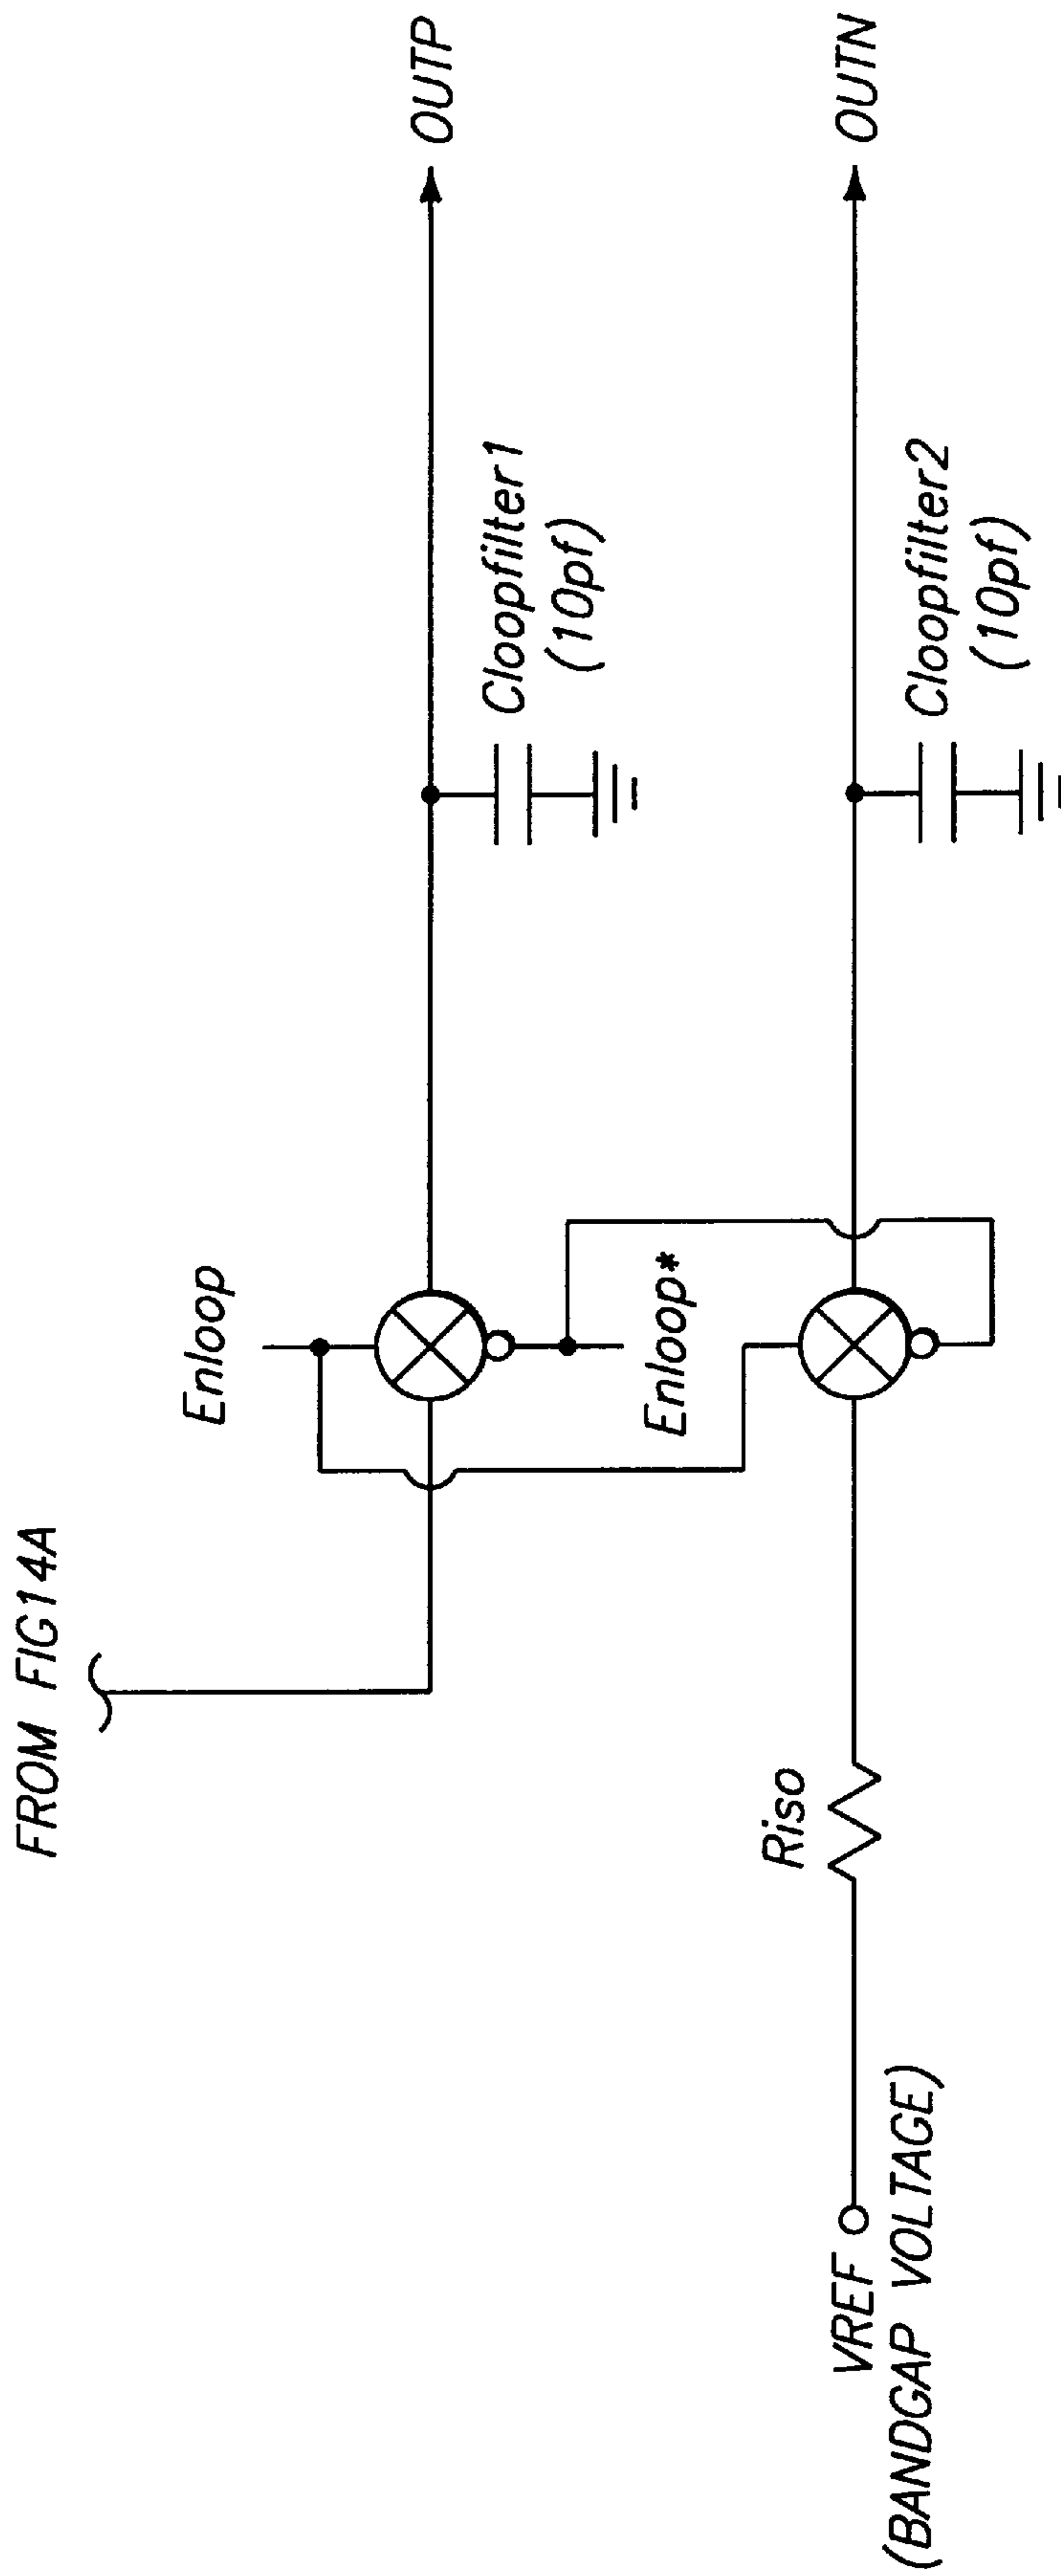 FROM FIG14A
Enloop
OUTP
Cloopfilter1
(10pf)
Enloop*
Riso
VREF
(BANDGAP VOLTAGE)
OUTN
Cloopfilter2
(10pf)